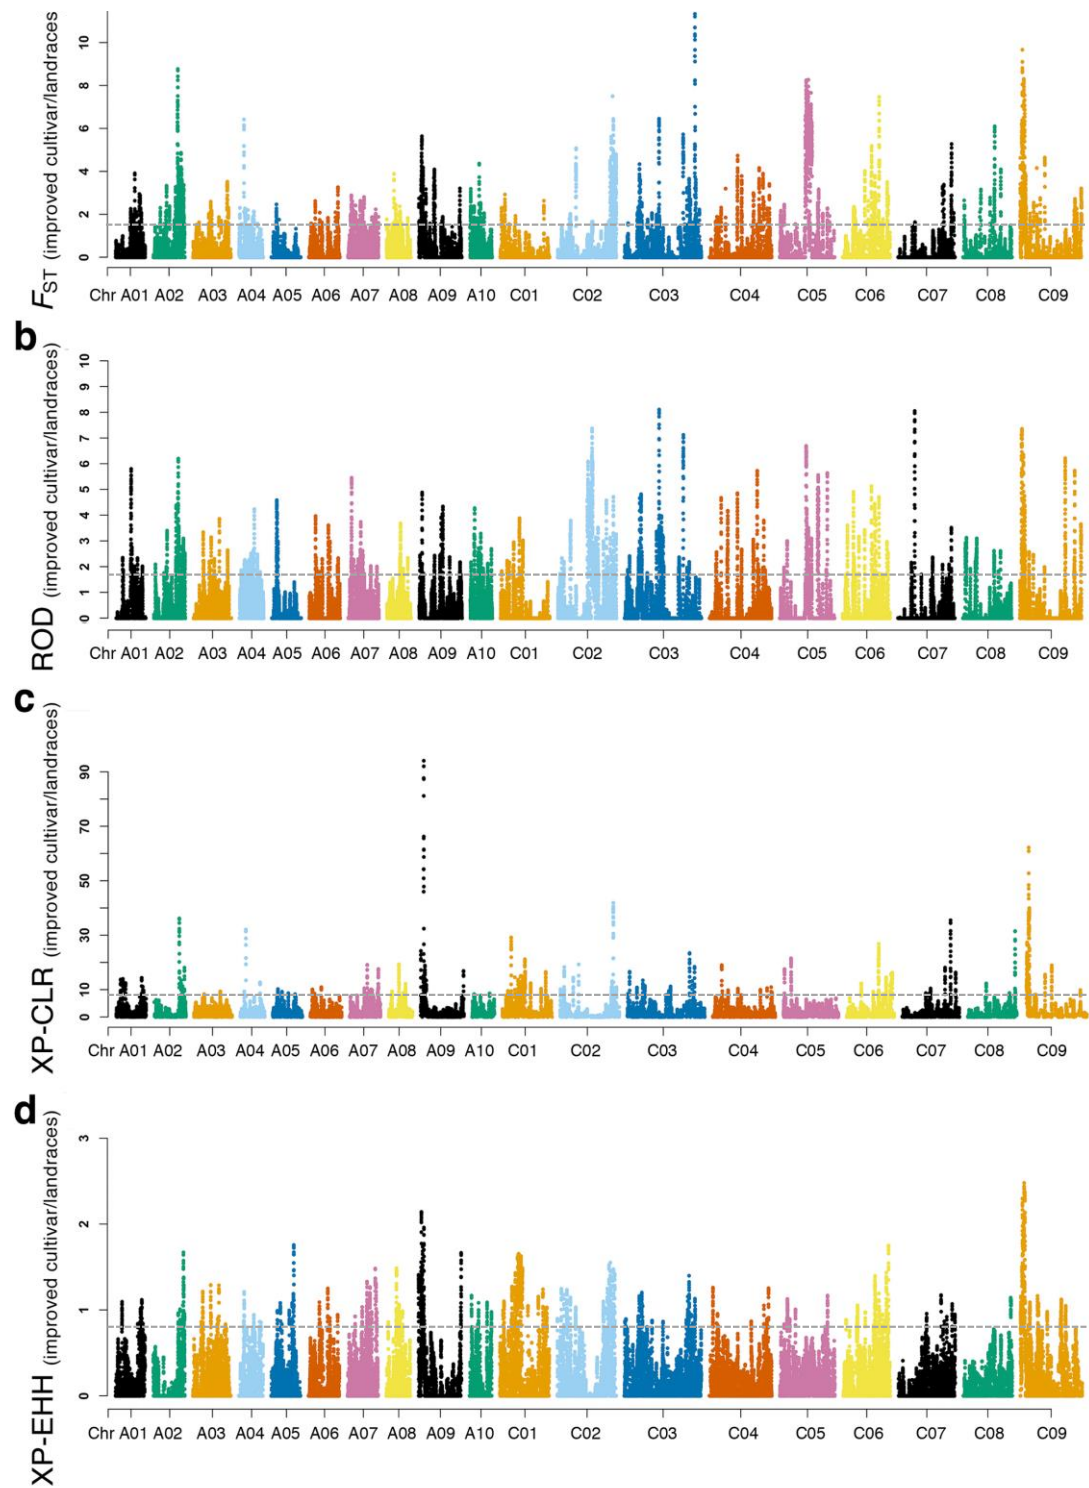 F_ST (improved cultivar/landraces)
10
8
6
4
2
0
Chr A01 A02 A03 A04 A05 A06 A07 A08 A09 A10 C01 C02 C03 C04 C05 C06 C07 C08 C09
b
ROD (improved cultivar/landraces)
10
9
8
7
6
5
4
3
2
1
0
Chr A01 A02 A03 A04 A05 A06 A07 A08 A09 A10 C01 C02 C03 C04 C05 C06 C07 C08 C09
c
XP-CLR (improved cultivar/landraces)
90
70
50
30
10
0
Chr A01 A02 A03 A04 A05 A06 A07 A08 A09 A10 C01 C02 C03 C04 C05 C06 C07 C08 C09
d
XP-EHH (improved cultivar/landraces)
3
2
1
0
Chr A01 A02 A03 A04 A05 A06 A07 A08 A09 A10 C01 C02 C03 C04 C05 C06 C07 C08 C09